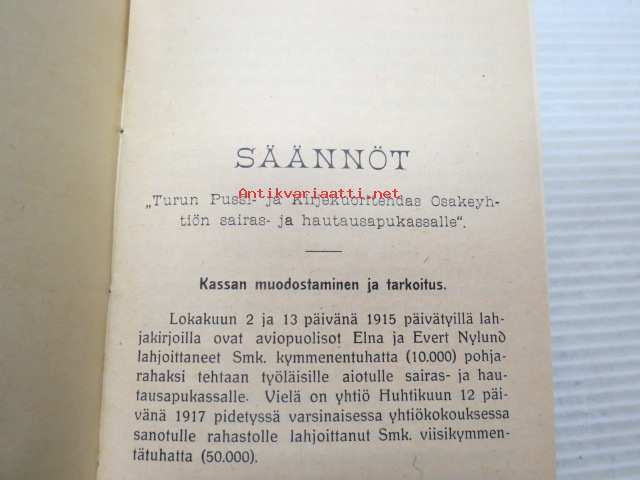 SÄÄNNÖT
Antikvariaatti.net
„Turun Pussi- ja Kirjekuoritehdas Osakeyh-
tiön sairas- ja hautausapukassalle“.
Kassan muodostaminen ja tarkoitus.
Lokakuun 2 ja 13 päivänä 1915 päivätyillä lah-
jakirjoilla ovat aviopuolisot Elna ja Evert Nylund
lahjoittaneet Smk. kymmenentuhatta (10.000) pohja-
rahaksi tehtaan työläisille aiotulle sairas- ja hau-
tausapukassalle. Vielä on yhtiö Huhtikuun 12 päi-
vänä 1917 pidetyssä varsinaisessa yhtiökokouksessa
sanotulle rahastolle lahjoittanut Smk. viisikymmen-
tätuhatta (50.000).